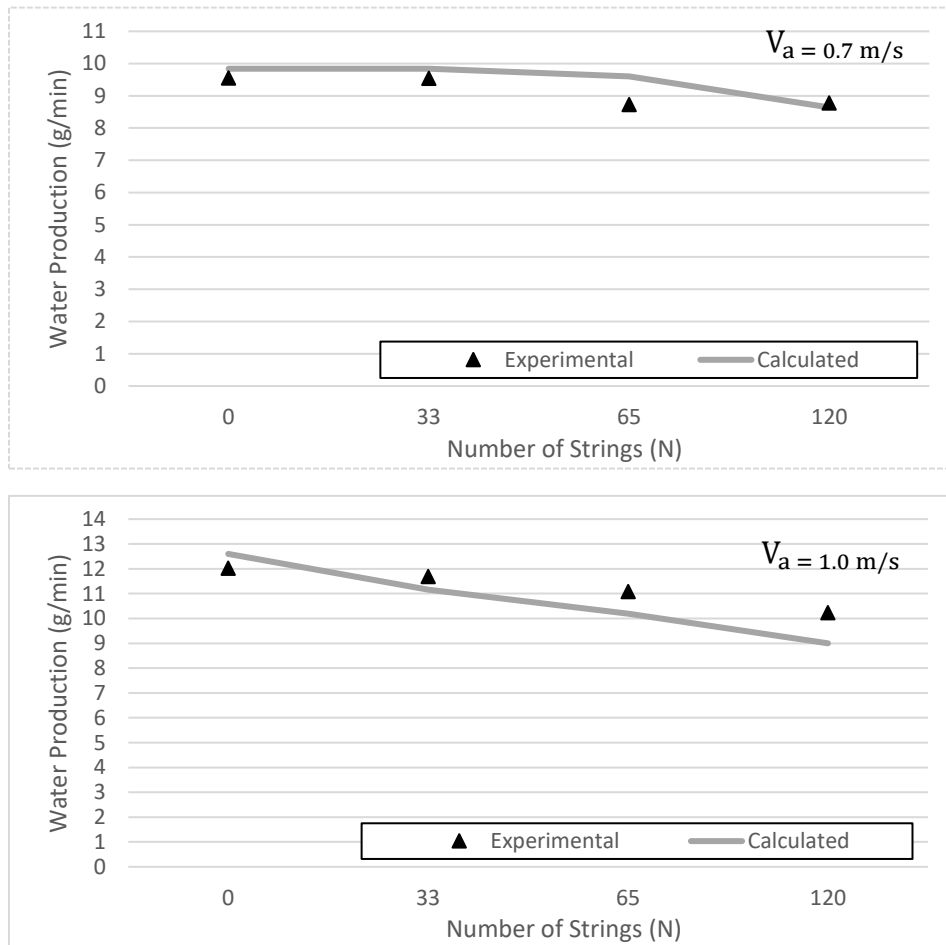 11
10
9
8
7
6
5
4
3
2
1
0
Water Production (g/min)
Vₐ = 0.7 m/s
Experimental Calculated
0 33 65 120
Number of Strings (N)
14
13
12
11
10
9
8
7
6
5
4
3
2
1
0
Water Production (g/min)
Vₐ = 1.0 m/s
Experimental Calculated
0 33 65 120
Number of Strings (N)